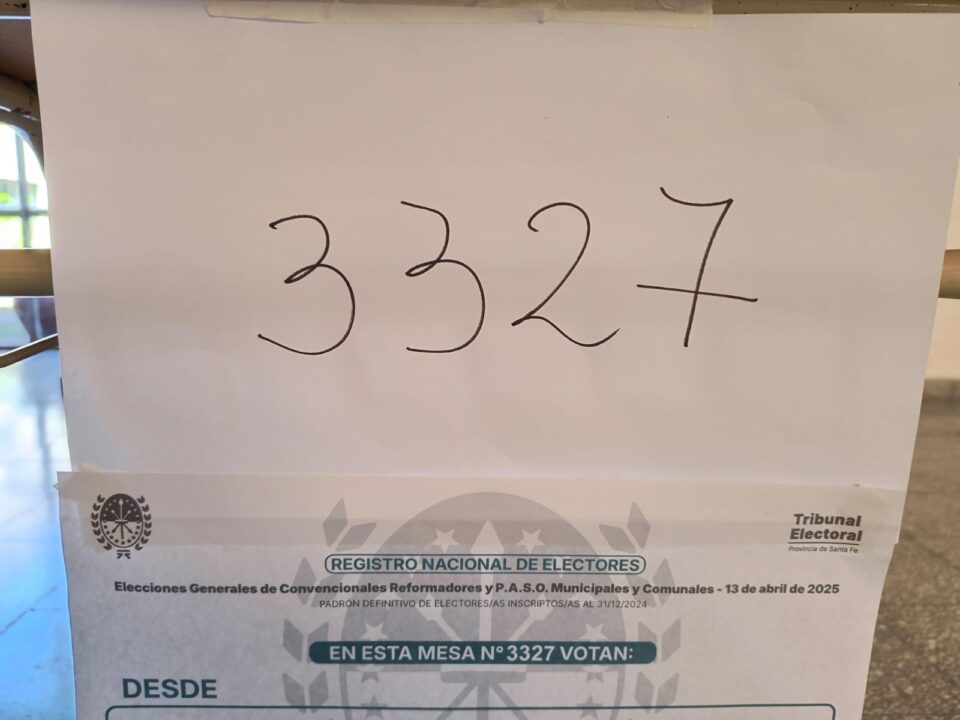 3327
Tribunal
Electoral
Provincia de Santa Fe
REGISTRO NACIONAL DE ELECTORES
Elecciones Generales de Convencionales Reformadores y P.A.S.O. Municipales y Comunales - 13 de abril de 2025
PADRÓN DEFINITIVO DE ELECTORES/AS INSCRIPTOS/AS AL 31/12/2024
EN ESTA MESA N° 3327 VOTAN:
DESDE